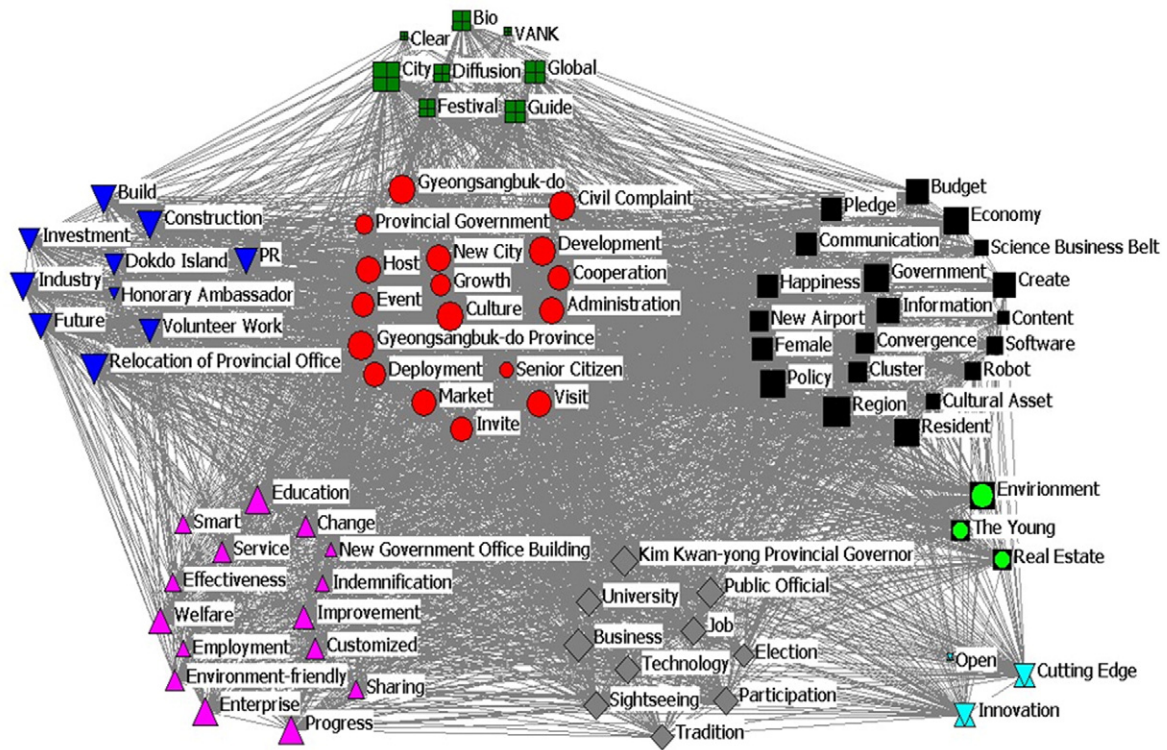 Bio
Clear
VANK
City
Diffusion
Global
Festival
Guide
Build
Construction
Investment
Dokdo Island
PR
Industry
Honorary Ambassador
Future
Volunteer Work
Relocation of Provincial Office
Gyeongsangbuk-do
Civil Complaint
Provincial Government
New City
Development
Host
Growth
Cooperation
Event
Culture
Administration
Gyeongsangbuk-do Province
Deployment
Senior Citizen
Market
Visit
Invite
Budget
Pledge
Economy
Communication
Science Business Belt
Happiness
Government
Create
Information
New Airport
Content
Female
Convergence
Software
Policy
Cluster
Robot
Region
Cultural Asset
Resident
Education
Smart
Change
Service
New Government Office Building
Effectiveness
Indemnification
Welfare
Improvement
Employment
Customized
Environment-friendly
Sharing
Enterprise
Progress
Kim Kwan-yong Provincial Governor
University
Public Official
Business
Job
Technology
Election
Sightseeing
Participation
Tradition
Envirionment
The Young
Real Estate
Open
Cutting Edge
Innovation